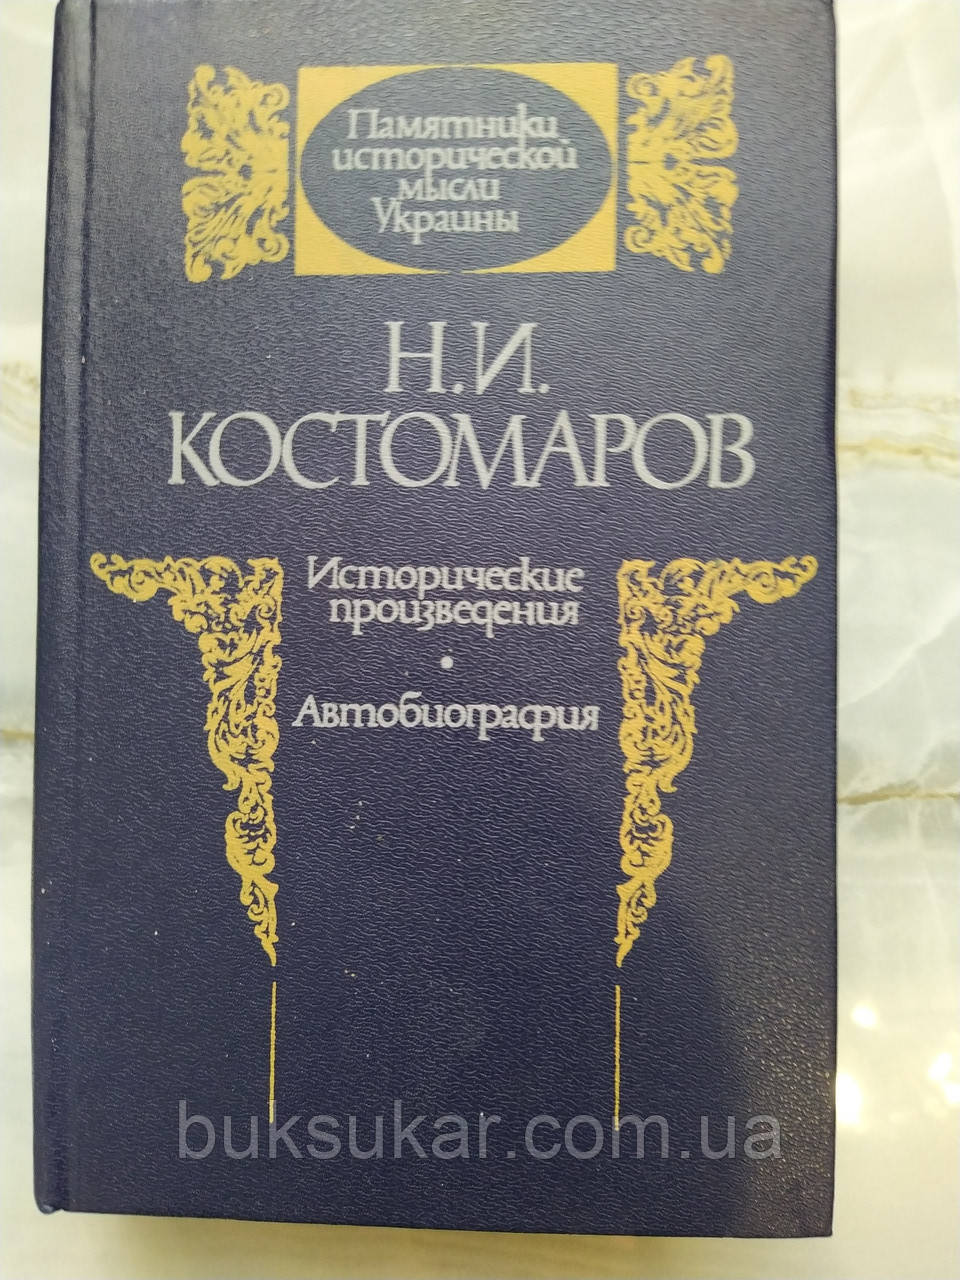 Памятники
исторической
мысли
Украины
Н.И.
КОСТОМАРОВ
Исторические
произведения
•
Автобиография
buksukar.com.ua